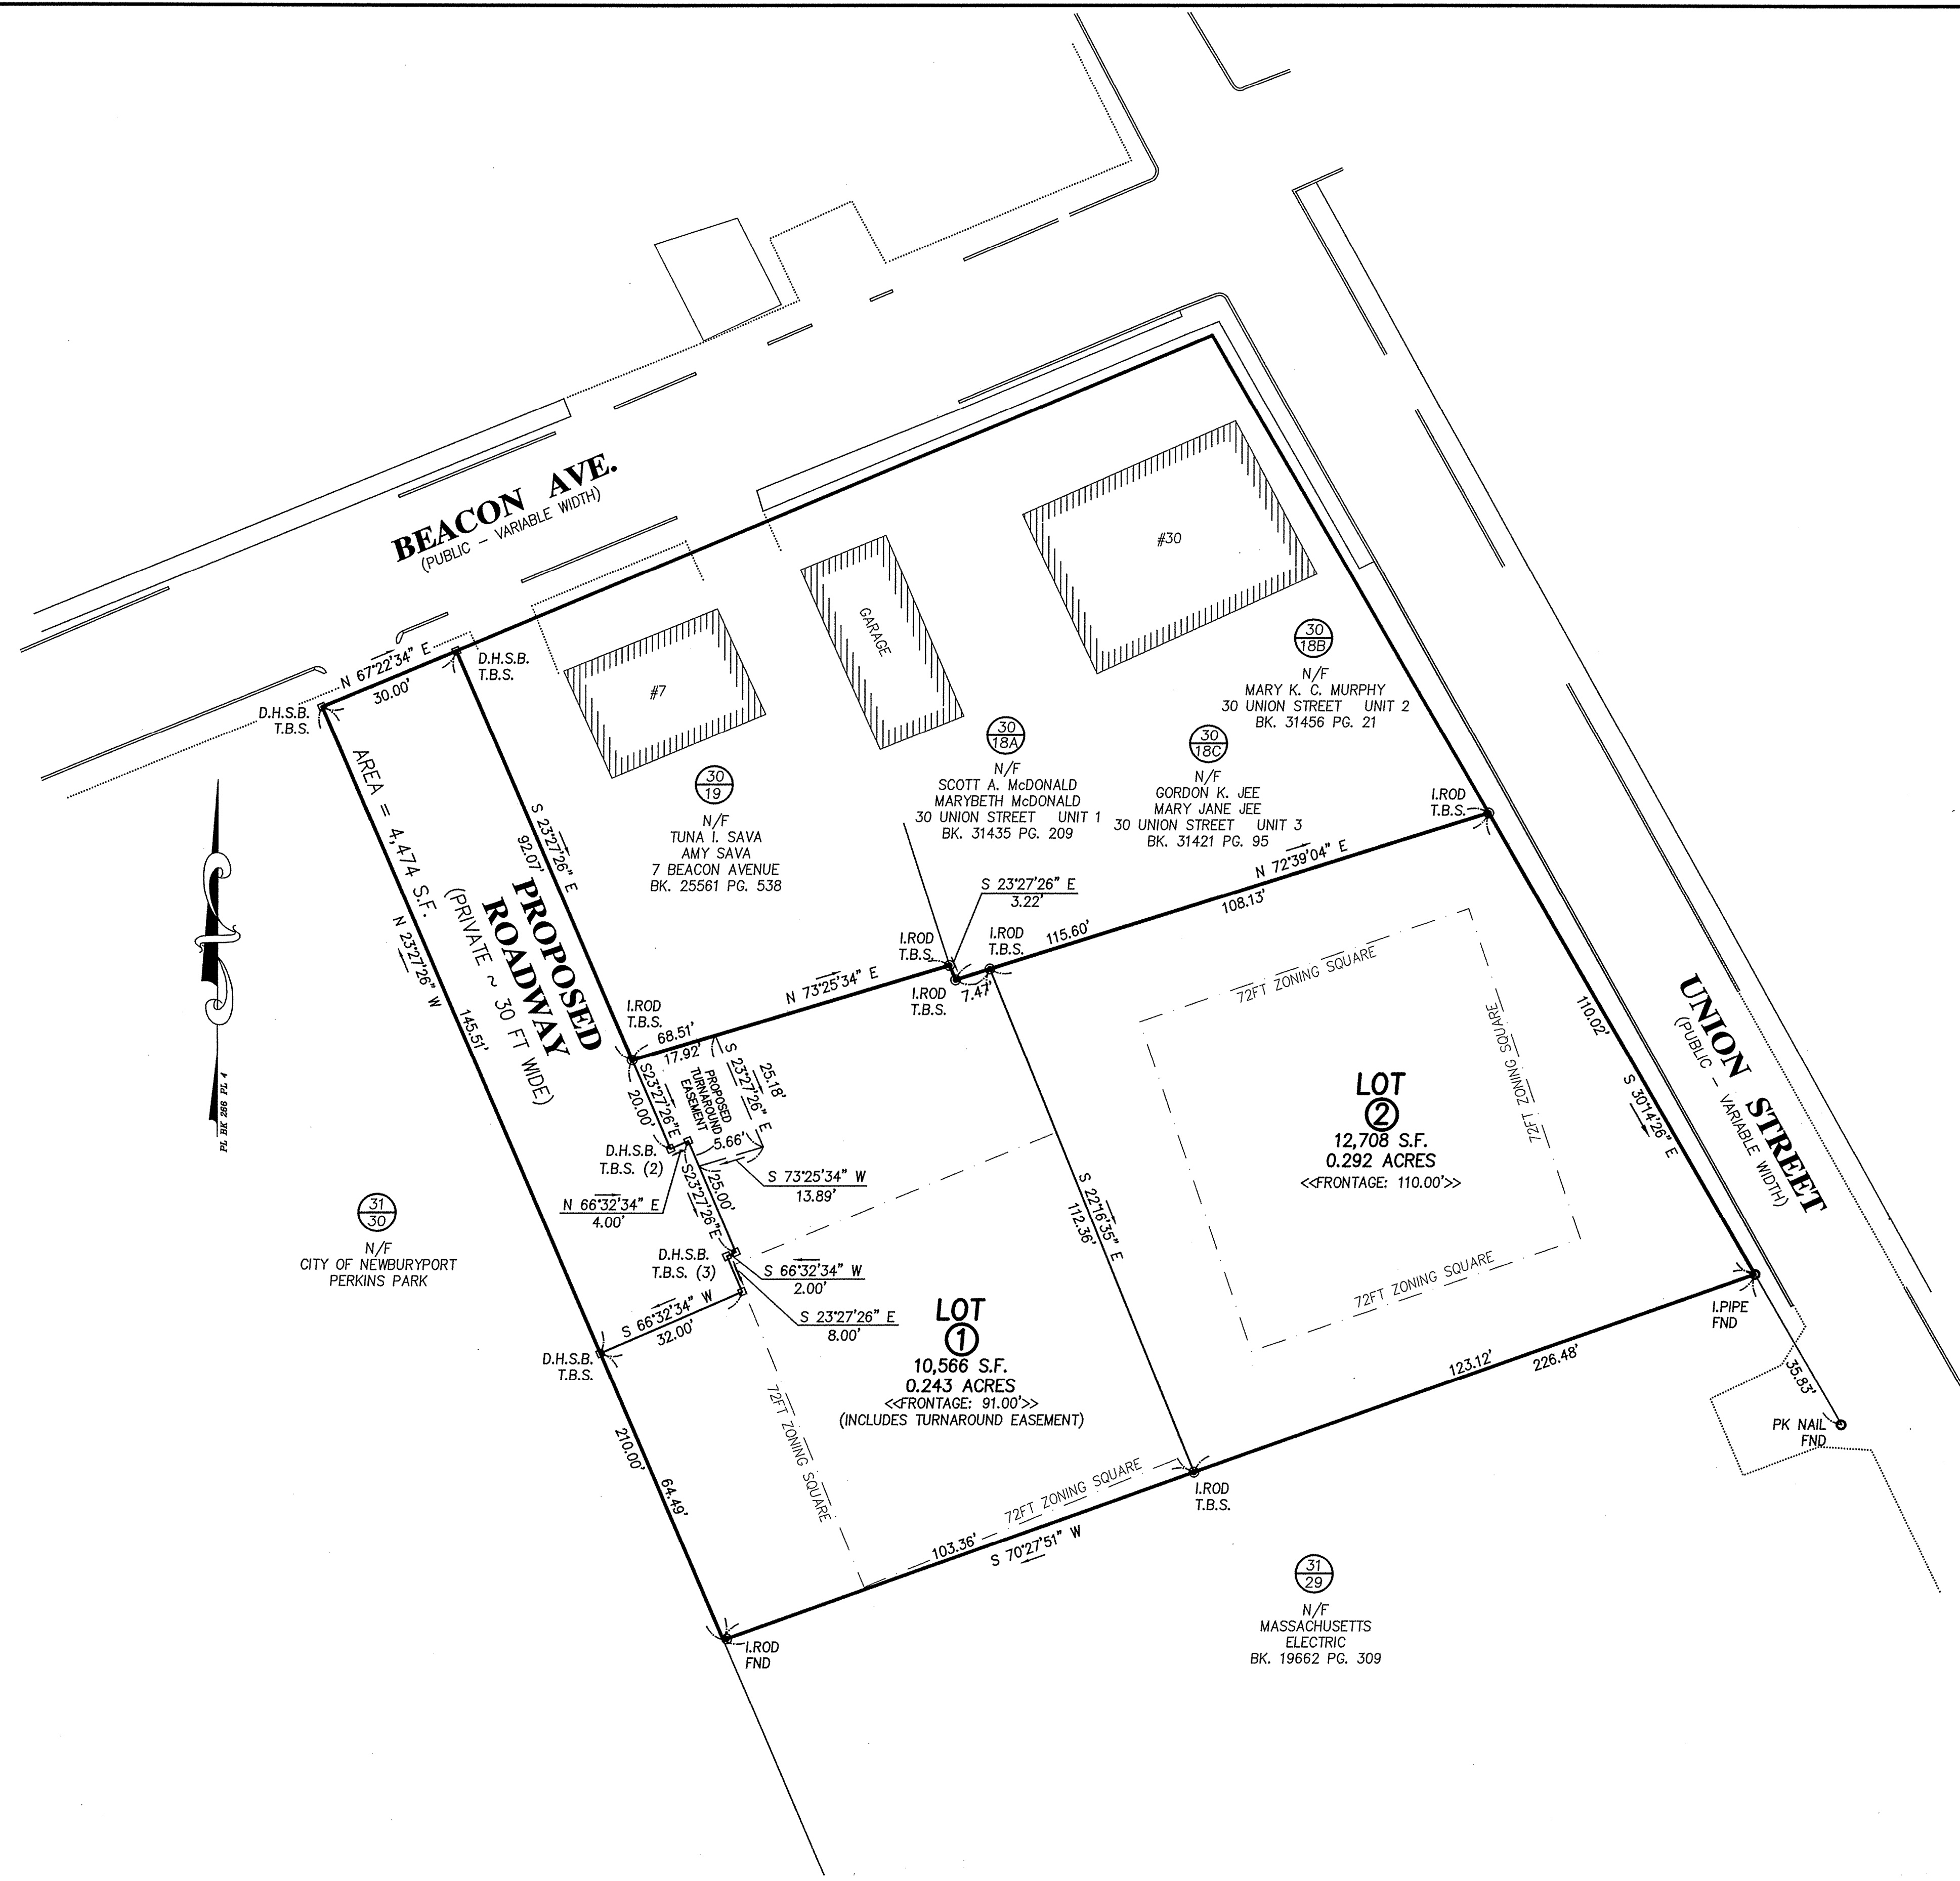 BEACON AVE.
(PUBLIC – VARIABLE WIDTH)
#30
GARAGE
#7
30
18B
N/F
MARY K. C. MURPHY
30 UNION STREET UNIT 2
BK. 31456 PG. 21
N 67°22'34" E
30.00'
D.H.S.B.
T.B.S.
D.H.S.B.
T.B.S.
30
18A
N/F
SCOTT A. McDONALD
MARYBETH McDONALD
30 UNION STREET UNIT 1
BK. 31435 PG. 209
30
18C
N/F
GORDON K. JEE
MARY JANE JEE
30 UNION STREET UNIT 3
BK. 31421 PG. 95
30
19
N/F
TUNA I. SAVA
AMY SAVA
7 BEACON AVENUE
BK. 25561 PG. 538
I.ROD
T.B.S.
AREA = 4,474 S.F.
S 23°27'26" E
92.07'
PROPOSED
ROADWAY
(PRIVATE ~ 30 FT WIDE)
N 23°27'26" W
145.51'
S 23°27'26" E
3.22'
N 72°39'04" E
108.13'
115.60'
I.ROD
T.B.S.
I.ROD
T.B.S.
I.ROD
T.B.S.
7.47'
N 73°25'34" E
68.51'
17.92'
I.ROD
T.B.S.
S23°27'26"E
20.00'
PROPOSED
TURNAROUND
EASEMENT
S 23°27'26" E
25.18'
5.66'
D.H.S.B.
T.B.S. (2)
S 73°25'34" W
13.89'
N 66°32'34" E
4.00'
S23°27'26"E
25.00'
D.H.S.B.
T.B.S. (3)
S 66°32'34" W
2.00'
S 23°27'26" E
8.00'
S 66°32'34" W
32.00'
D.H.S.B.
T.B.S.
PL BK 266 PL 4
31
30
N/F
CITY OF NEWBURYPORT
PERKINS PARK
72FT ZONING SQUARE
72FT ZONING SQUARE
72FT ZONING SQUARE
LOT
2
12,708 S.F.
0.292 ACRES
<<FRONTAGE: 110.00'>>
110.02'
S 30°14'26" E
UNION STREET
(PUBLIC – VARIABLE WIDTH)
S 22°16'35" E
112.36'
LOT
1
10,566 S.F.
0.243 ACRES
<<FRONTAGE: 91.00'>>
(INCLUDES TURNAROUND EASEMENT)
72FT ZONING SQUARE
72FT ZONING SQUARE
I.PIPE
FND
35.83'
PK NAIL
FND
123.12'
226.48'
I.ROD
T.B.S.
103.36'
S 70°27'51" W
210.00'
64.49'
I.ROD
FND
31
29
N/F
MASSACHUSETTS
ELECTRIC
BK. 19662 PG. 309